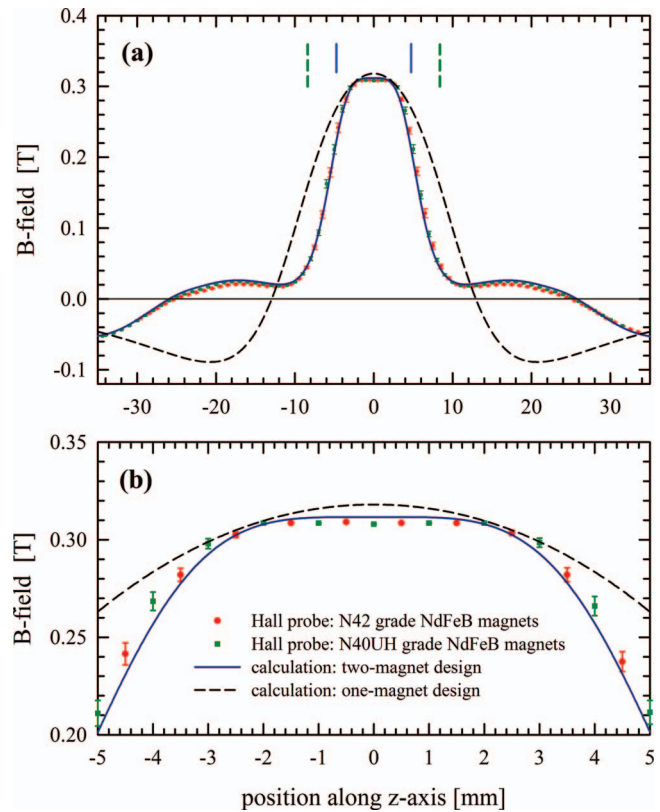 0.4
(a)
0.3
0.2
0.1
0.0
-0.1
B-field [T]
-30 -20 -10 0 10 20 30
0.35
(b)
0.30
0.25
0.20
B-field [T]
Hall probe: N42 grade NdFeB magnets
Hall probe: N40UH grade NdFeB magnets
calculation: two-magnet design
calculation: one-magnet design
-5 -4 -3 -2 -1 0 1 2 3 4 5
position along z-axis [mm]